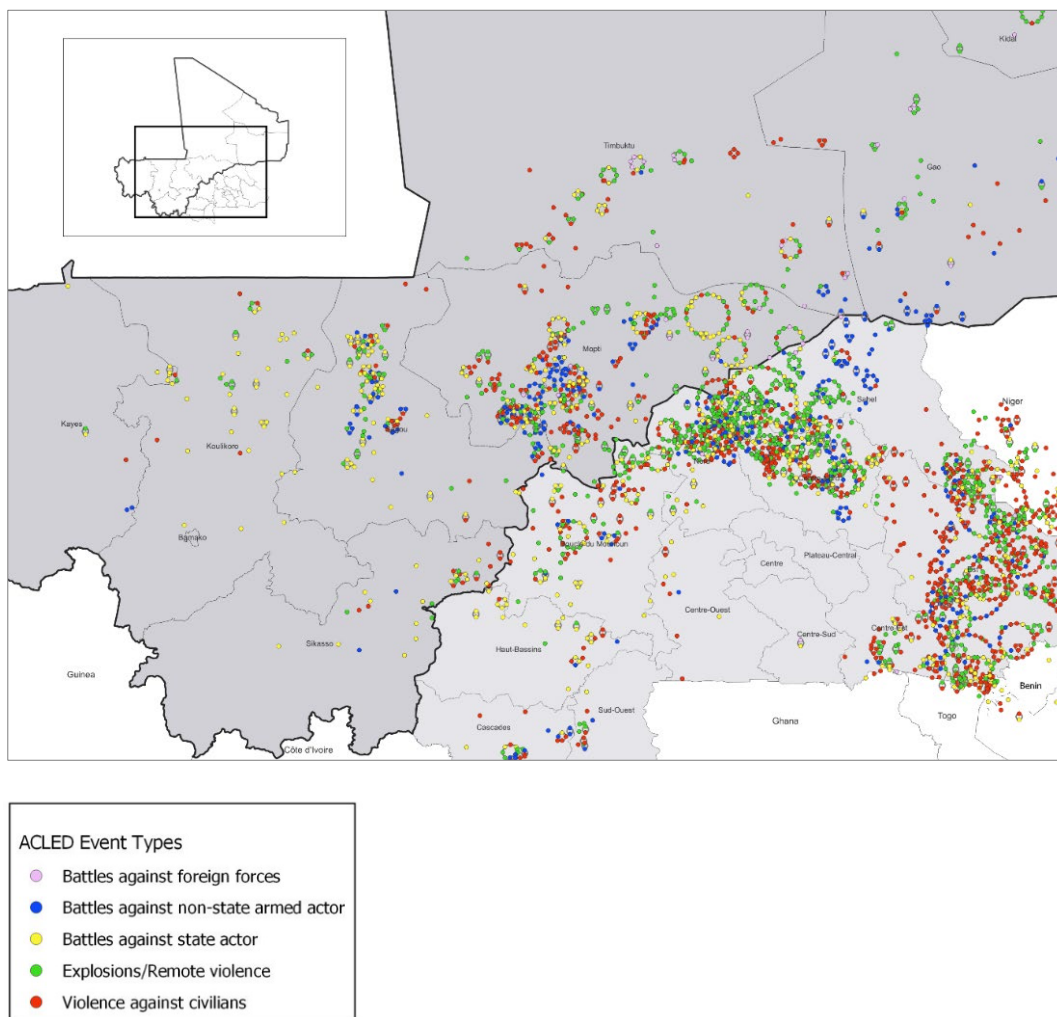 Kidal
Timbuktu
Gao
Mopti
Sahel
Niger
Kayes
Koulikoro
Nord
Bamako
Boucle du Mouhoun
Plateau-Central
Centre
Centre-Ouest
Centre-Est
Sikasso
Haut-Bassins
Centre-Sud
Guinea
Benin
Sud-Ouest
Togo
Ghana
Cascades
Côte d'Ivoire
ACLED Event Types
Battles against foreign forces
Battles against non-state armed actor
Battles against state actor
Explosions/Remote violence
Violence against civilians